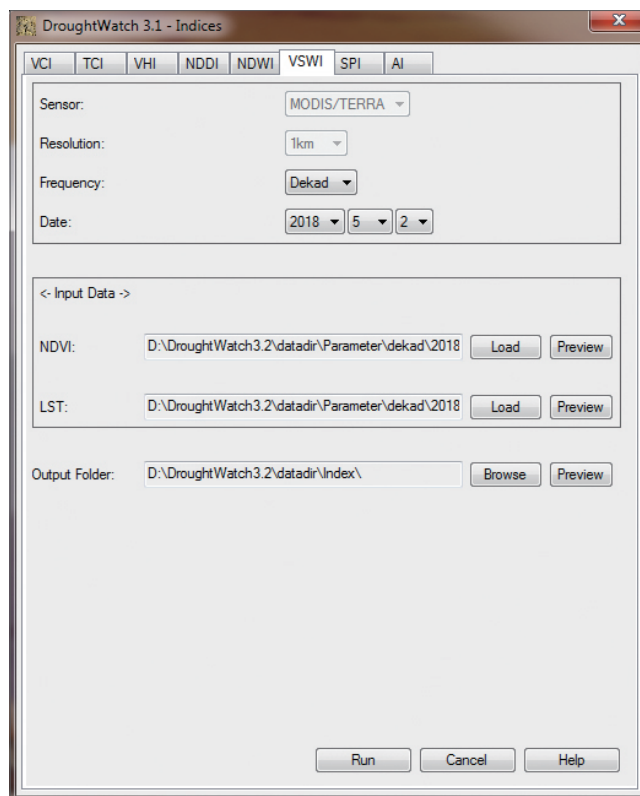 DroughtWatch 3.1 - Indices
VCI TCI VHI NDDI NDWI VSWI SPI AI
Sensor: MODIS/TERRA
Resolution: 1km
Frequency: Dekad
Date: 2018 5 2
<- Input Data ->
NDVI: D:\DroughtWatch3.2\datadir\Parameter\dekad\2018 Load Preview
LST: D:\DroughtWatch3.2\datadir\Parameter\dekad\2018 Load Preview
Output Folder: D:\DroughtWatch3.2\datadir\Index\ Browse Preview
Run Cancel Help